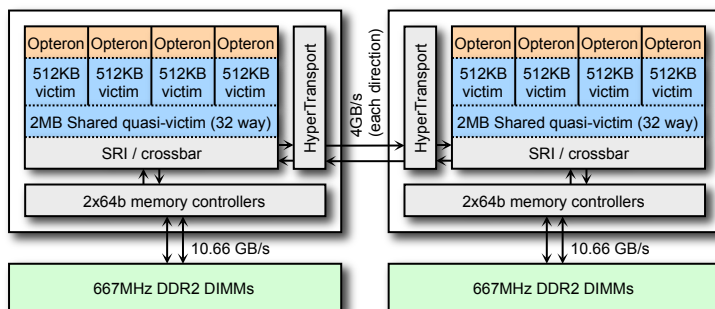 Opteron Opteron Opteron Opteron
512KB victim 512KB victim 512KB victim 512KB victim
2MB Shared quasi-victim (32 way)
SRI / crossbar
HyperTransport
2x64b memory controllers
10.66 GB/s
667MHz DDR2 DIMMs
4GB/s
(each direction)
HyperTransport
Opteron Opteron Opteron Opteron
512KB victim 512KB victim 512KB victim 512KB victim
2MB Shared quasi-victim (32 way)
SRI / crossbar
2x64b memory controllers
10.66 GB/s
667MHz DDR2 DIMMs